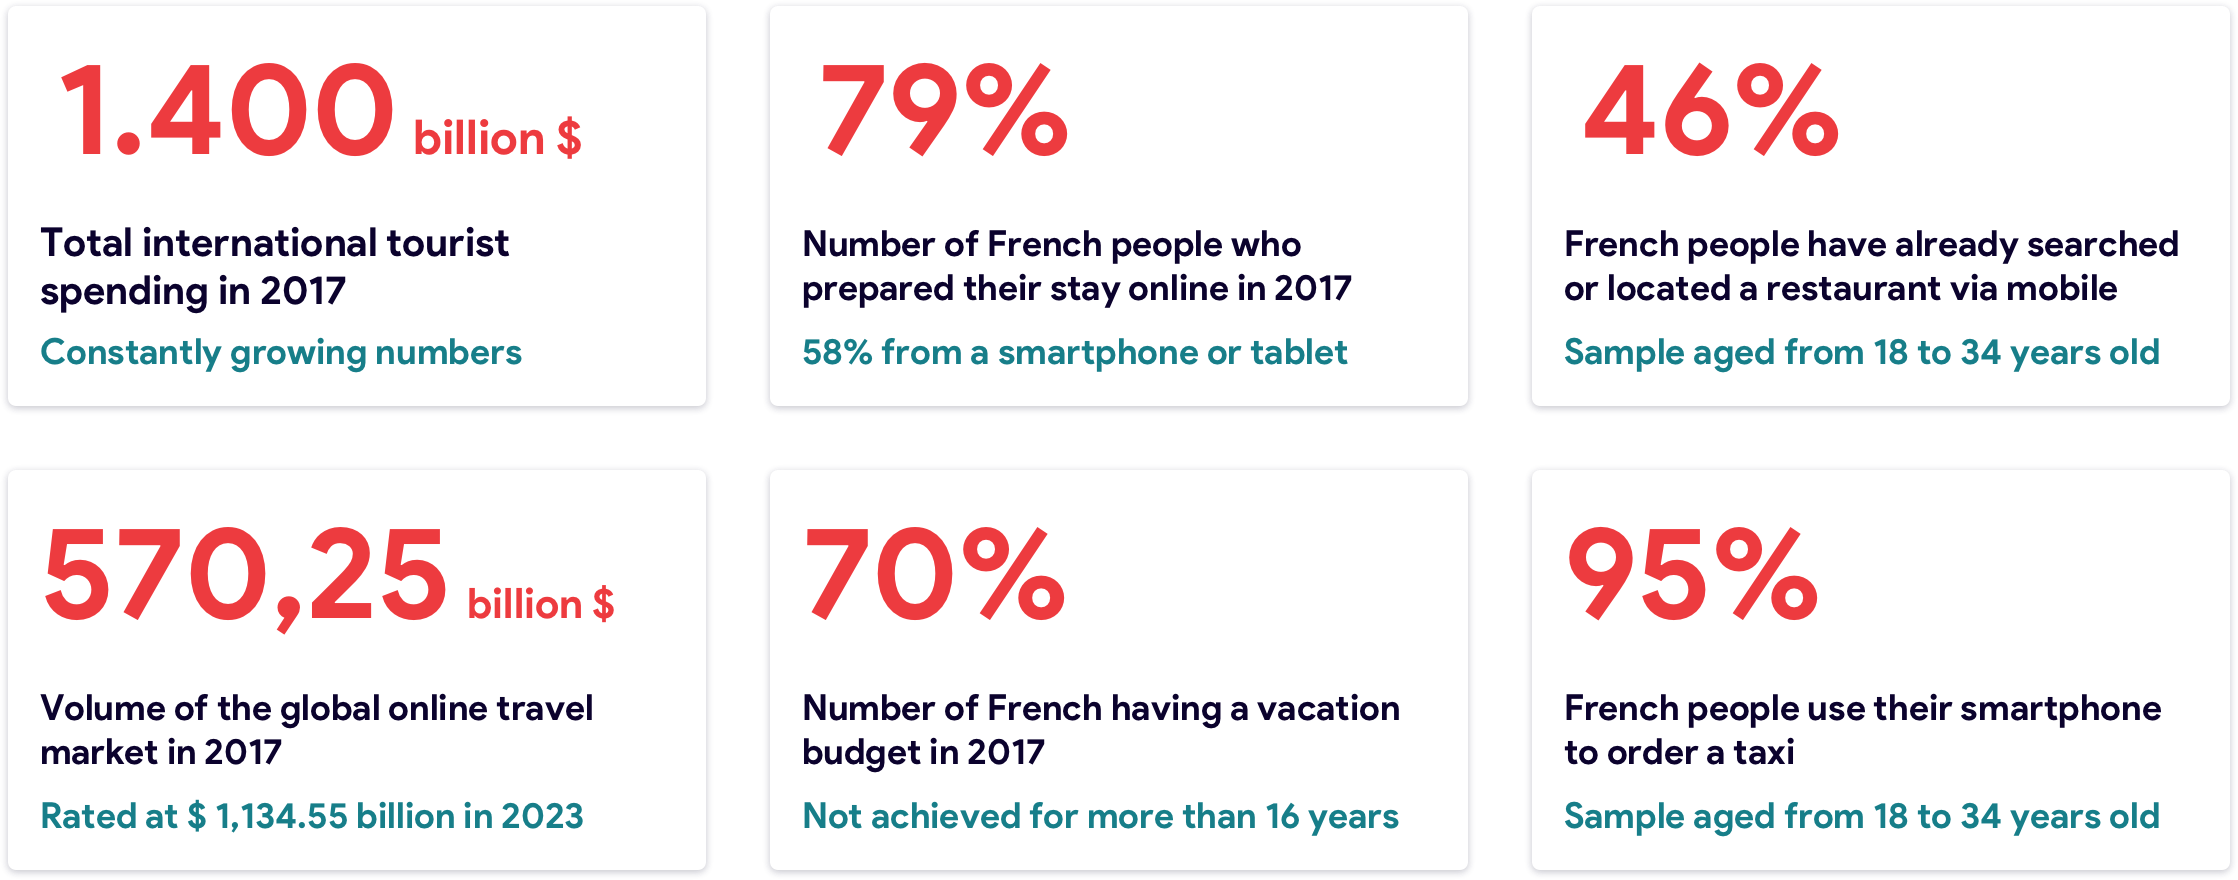 1.400 billion $
Total international tourist
spending in 2017
Constantly growing numbers
79%
Number of French people who
prepared their stay online in 2017
58% from a smartphone or tablet
46%
French people have already searched
or located a restaurant via mobile
Sample aged from 18 to 34 years old
570,25 billion $
Volume of the global online travel
market in 2017
Rated at $ 1,134.55 billion in 2023
70%
Number of French having a vacation
budget in 2017
Not achieved for more than 16 years
95%
French people use their smartphone
to order a taxi
Sample aged from 18 to 34 years old